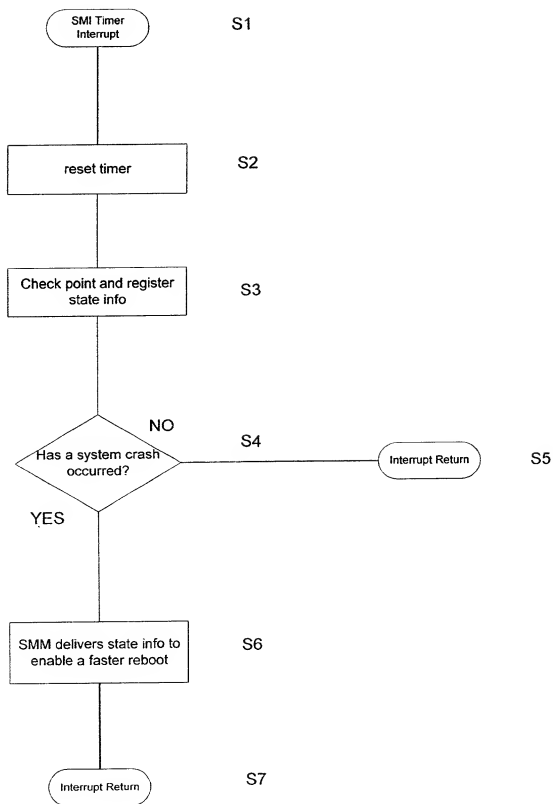 SMI Timer
Interrupt
S1
reset timer
S2
Check point and register
state info
S3
NO
Has a system crash
occurred?
S4
Interrupt Return
S5
YES
SMM delivers state info to
enable a faster reboot
S6
Interrupt Return
S7